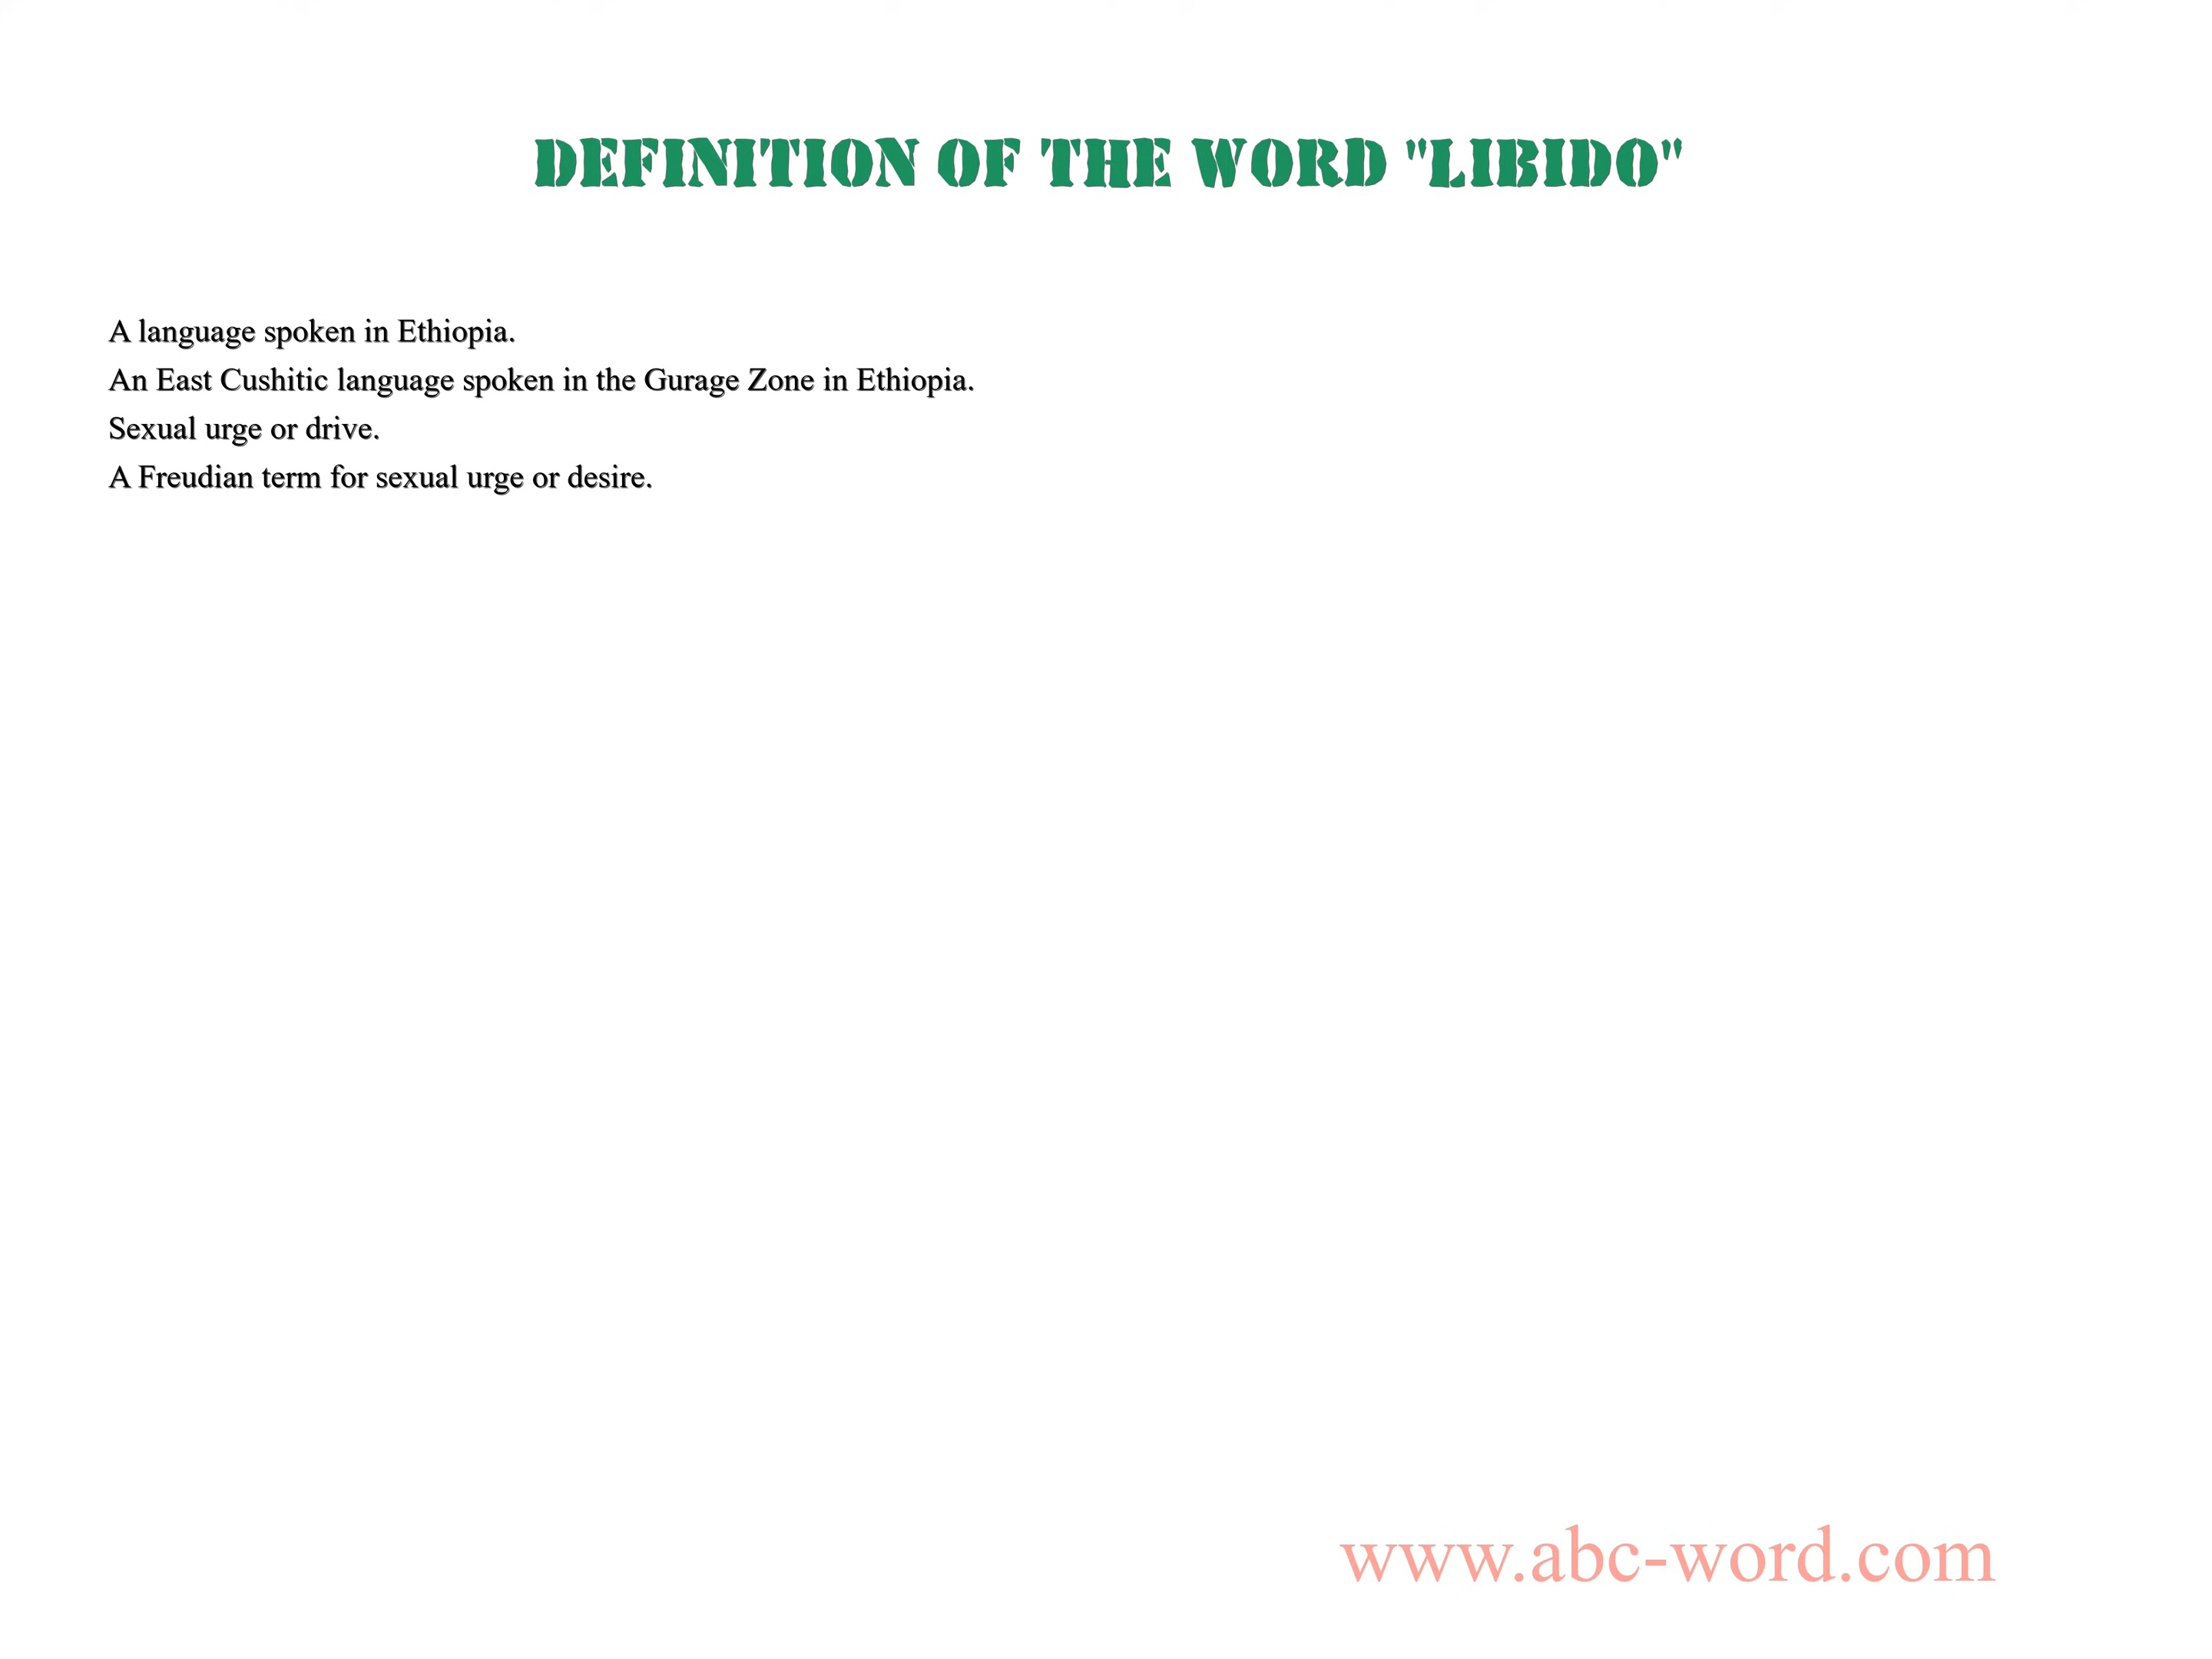 DEFINITION OF THE WORD "LIBIDO"
A language spoken in Ethiopia.
An East Cushitic language spoken in the Gurage Zone in Ethiopia.
Sexual urge or drive.
A Freudian term for sexual urge or desire.
www.abc-word.com